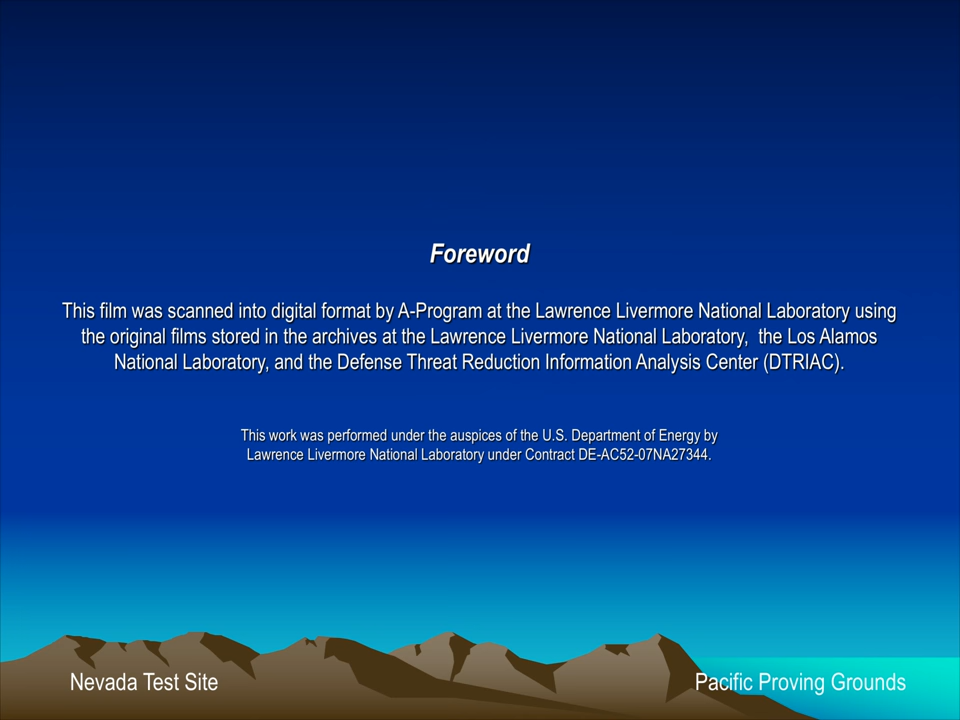 Foreword
This film was scanned into digital format by A-Program at the Lawrence Livermore National Laboratory using
the original films stored in the archives at the Lawrence Livermore National Laboratory,  the Los Alamos
National Laboratory, and the Defense Threat Reduction Information Analysis Center (DTRIAC).
This work was performed under the auspices of the U.S. Department of Energy by
Lawrence Livermore National Laboratory under Contract DE-AC52-07NA27344.
Nevada Test Site
Pacific Proving Grounds